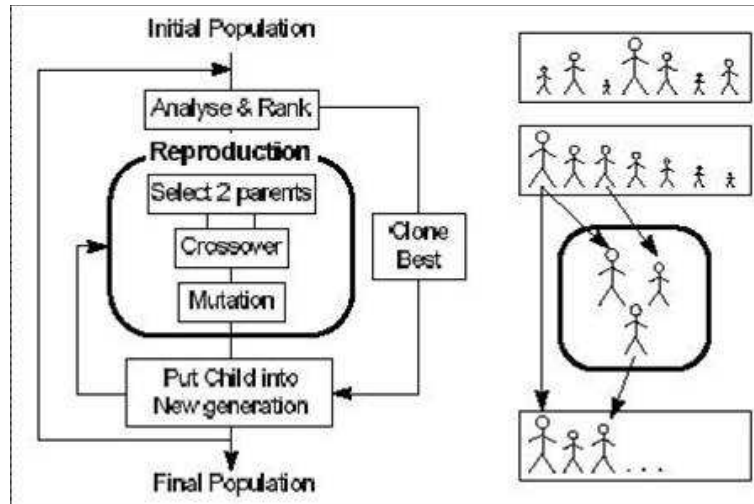 Initial Population
Analyse & Rank
Reproduction
Select 2 parents
Crossover
Mutation
Clone
Best
Put Child into
New generation
Final Population
. . .